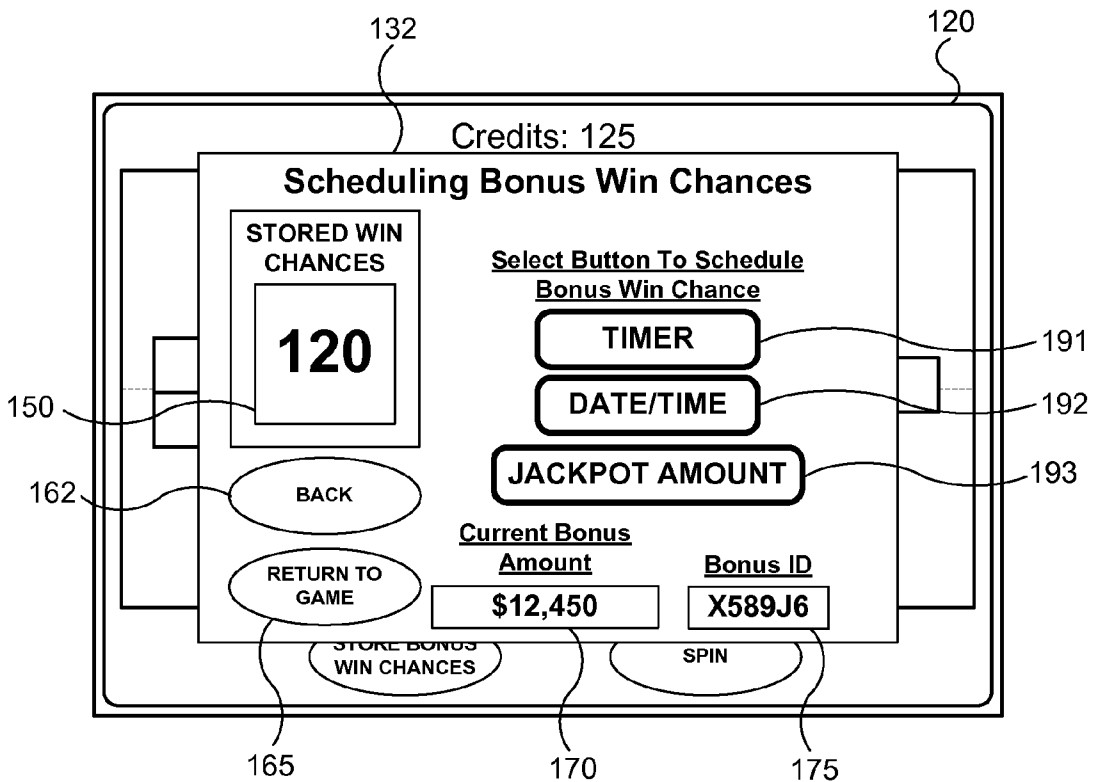 132
120
Credits: 125
Scheduling Bonus Win Chances
STORED WIN
CHANCES
120
Select Button To Schedule
Bonus Win Chance
TIMER
191
DATE/TIME
192
150
JACKPOT AMOUNT
193
162
BACK
Current Bonus
Amount
Bonus ID
RETURN TO
GAME
$12,450
X589J6
STORE BONUS
WIN CHANCES
SPIN
165
170
175